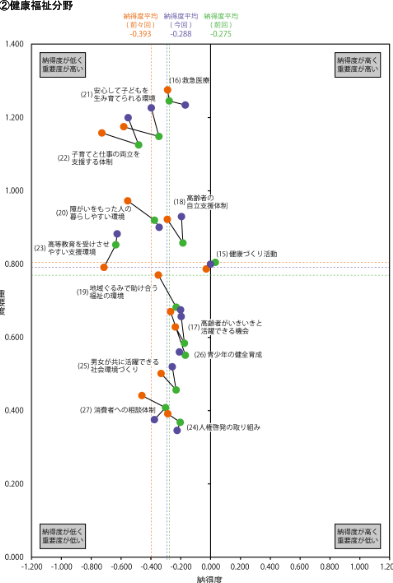 ②健康福祉分野
納得度平均 納得度平均 納得度平均
(前々回) (今回) (前回)
-0.393 -0.288 -0.275
1.400
納得度が低く
重要度が高い
納得度が高く
重要度が高い
(16)救急医療
(21) 安心して子どもを
生み育てられる環境
1.200
(22) 子育てと仕事の両立を
支援する体制
1.000
(18) 高齢者の
自立支援体制
(20) 障がいをもった人の
暮らしやすい環境
(23) 高等教育を受けさせ
やすい支援環境
(15)健康づくり活動
0.800
(19) 地域ぐるみで助け合う
福祉の環境
重要度
(17) 高齢者がいきいきと
活躍できる機会
0.600
(26)青少年の健全育成
(25) 男女が共に活躍できる
社会環境づくり
0.400
(27)消費者への相談体制
(24)人権啓発の取り組み
0.200
納得度が低く
重要度が低い
納得度が高く
重要度が低い
0.000
-1.200 -1.000 -0.800 -0.600 -0.400 -0.200 0.000 0.200 0.400 0.600 0.800 1.000 1.20
納得度